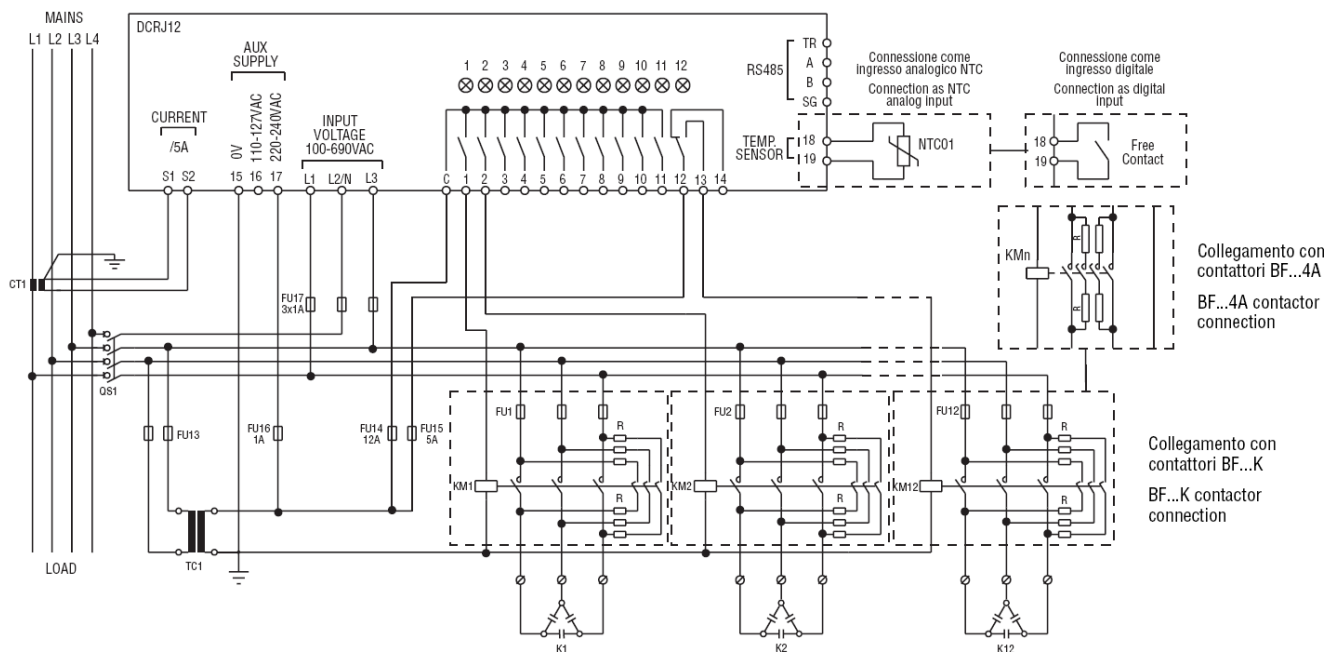 MAINS
L1 L2 L3 L4
DCRJ12
AUX
SUPPLY
CURRENT
/5A
0V
110-127VAC
220-240VAC
INPUT
VOLTAGE
100-690VAC
1 2 3 4 5 6 7 8 9 10 11 12
RS485
TR
A
B
SG
TEMP.
SENSOR
18
19
NTC01
Connessione come
ingresso analogico NTC
Connection as NTC
analog input
Connessione come
ingresso digitale
Connection as digital
input
18
19
Free
Contact
S1 S2 15 16 17 L1 L2/N L3 C 1 2 3 4 5 6 7 8 9 10 11 12 13 14
KMn
R
R
Collegamento con
contattori BF...4A
BF...4A contactor
connection
CT1
FU17
3x1A
QS1
FU13
FU16
1A
FU14
12A
FU15
5A
FU1
R
KM1
R
FU2
R
KM2
R
FU12
R
KM12
R
Collegamento con
contattori BF...K
BF...K contactor
connection
TC1
LOAD
K1
K2
K12